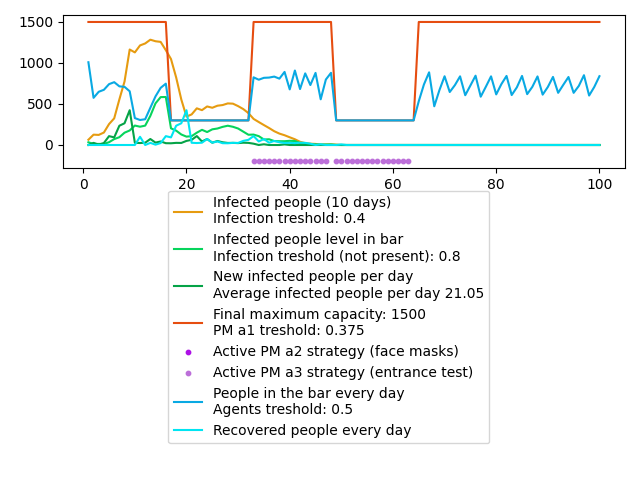 1500
1000
500
0
0
20
40
60
80
100
Infected people (10 days)
Infection treshold: 0.4
Infected people level in bar
Infection treshold (not present): 0.8
New infected people per day
Average infected people per day 21.05
Final maximum capacity: 1500
PM a1 treshold: 0.375
Active PM a2 strategy (face masks)
Active PM a3 strategy (entrance test)
People in the bar every day
Agents treshold: 0.5
Recovered people every day